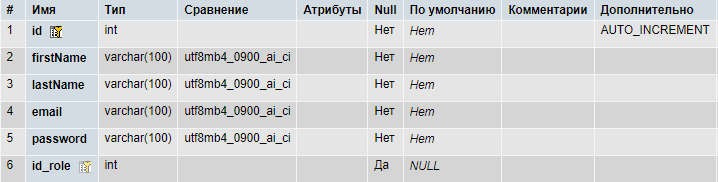 # Имя Тип Сравнение Атрибуты Null По умолчанию Комментарии Дополнительно
1 id int Нет Нет AUTO_INCREMENT
2 firstName varchar(100) utf8mb4_0900_ai_ci Нет Нет
3 lastName varchar(100) utf8mb4_0900_ai_ci Нет Нет
4 email varchar(100) utf8mb4_0900_ai_ci Нет Нет
5 password varchar(100) utf8mb4_0900_ai_ci Нет Нет
6 id_role int Да NULL